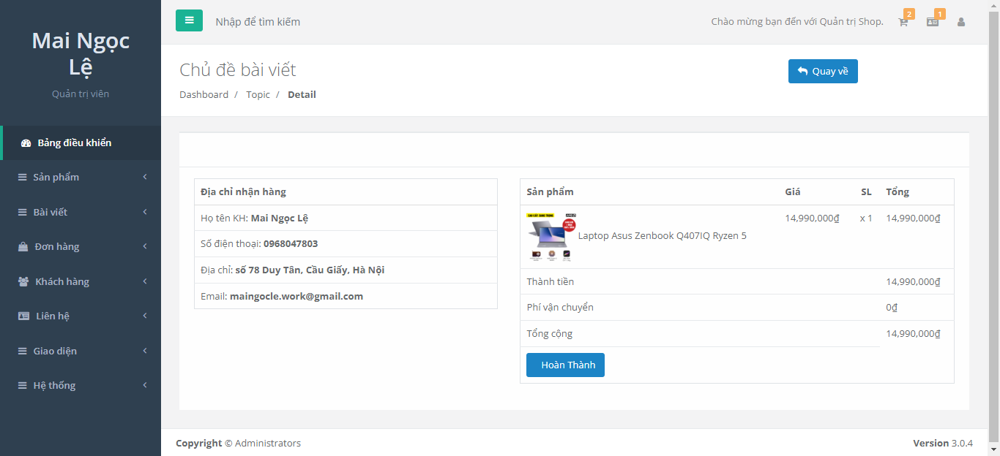 Mai Ngọc
Lệ
Quản trị viên
Bảng điều khiển
Sản phẩm
Bài viết
Đơn hàng
Khách hàng
Liên hệ
Giao diện
Hệ thống
Nhập để tìm kiếm
Chào mừng bạn đến với Quản trị Shop.
2
1
Chủ đề bài viết
Quay về
Dashboard / Topic / Detail
Địa chỉ nhận hàng
Họ tên KH: Mai Ngọc Lệ
Số điện thoại: 0968047803
Địa chỉ: số 78 Duy Tân, Cầu Giấy, Hà Nội
Email: maingocle.work@gmail.com
Sản phẩm Giá SL Tổng
Laptop Asus Zenbook Q407IQ Ryzen 5 14,990,000₫ x 1 14,990,000₫
Thành tiền 14,990,000₫
Phí vận chuyển 0₫
Tổng cộng 14,990,000₫
Hoàn Thành
Copyright © Administrators
Version 3.0.4